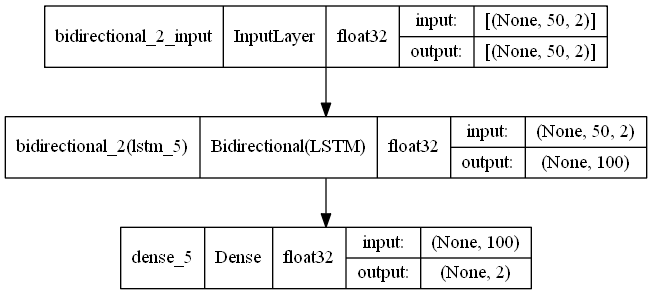 bidirectional_2_input InputLayer float32 input: [(None, 50, 2)]
output: [(None, 50, 2)]
bidirectional_2(lstm_5) Bidirectional(LSTM) float32 input: (None, 50, 2)
output: (None, 100)
dense_5 Dense float32 input: (None, 100)
output: (None, 2)